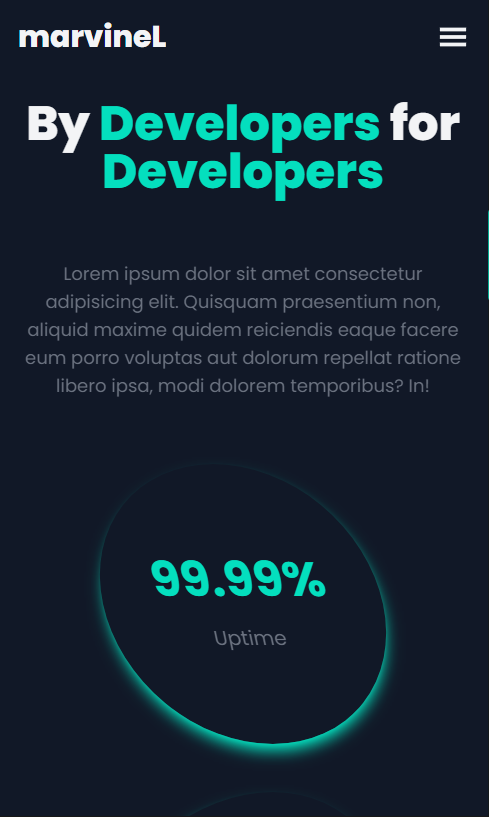 marvineL
By Developers for
Developers
Lorem ipsum dolor sit amet consectetur
adipisicing elit. Quisquam praesentium non,
aliquid maxime quidem reiciendis eaque facere
eum porro voluptas aut dolorum repellat ratione
libero ipsa, modi dolorem temporibus? In!
99.99%
Uptime